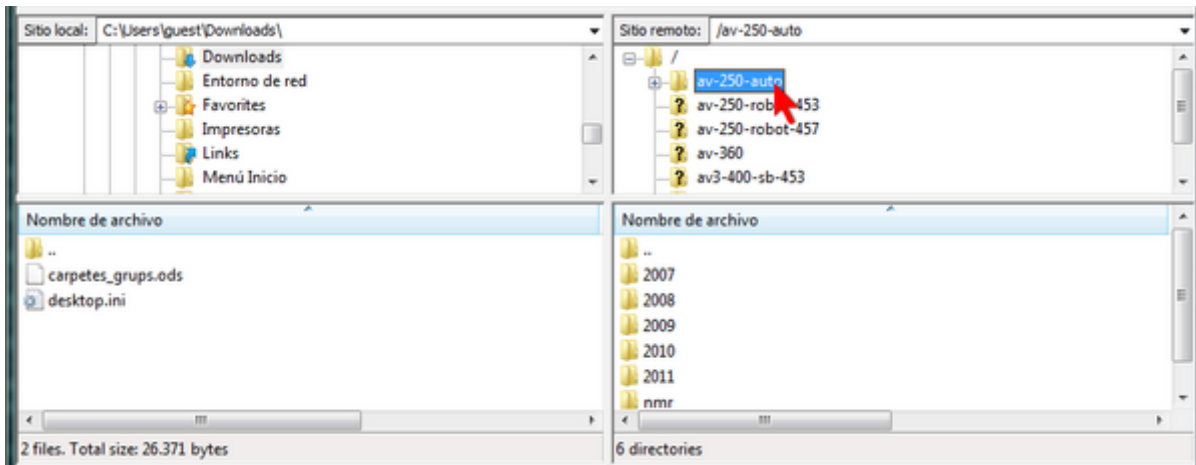 Sitio local: C:\Users\guest\Downloads\
Downloads
Entorno de red
Favorites
Impresoras
Links
Menú Inicio
Nombre de archivo
..
carpetes_grups.ods
desktop.ini
2 files. Total size: 26.371 bytes
Sitio remoto: /av-250-auto
/
av-250-auto
av-250-robot-453
av-250-robot-457
av-360
av3-400-sb-453
Nombre de archivo
..
2007
2008
2009
2010
2011
nmr
6 directories